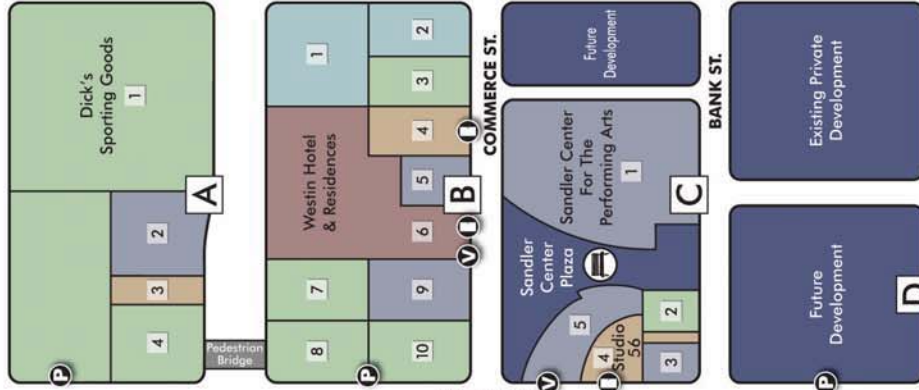 Dick's
Sporting Goods
1
2
3
4
A
P
Pedestrian
Bridge
1
2
3
4
5
6
7
8
9
10
Westin Hotel
& Residences
B
V
P
COMMERCE ST.
Future
Development
Sandler Center
For The
Performing Arts
1
Sandler
Center
Plaza
C
5
4
Studio
56
2
3
V
BANK ST.
Existing Private
Development
Future
Development
D
P